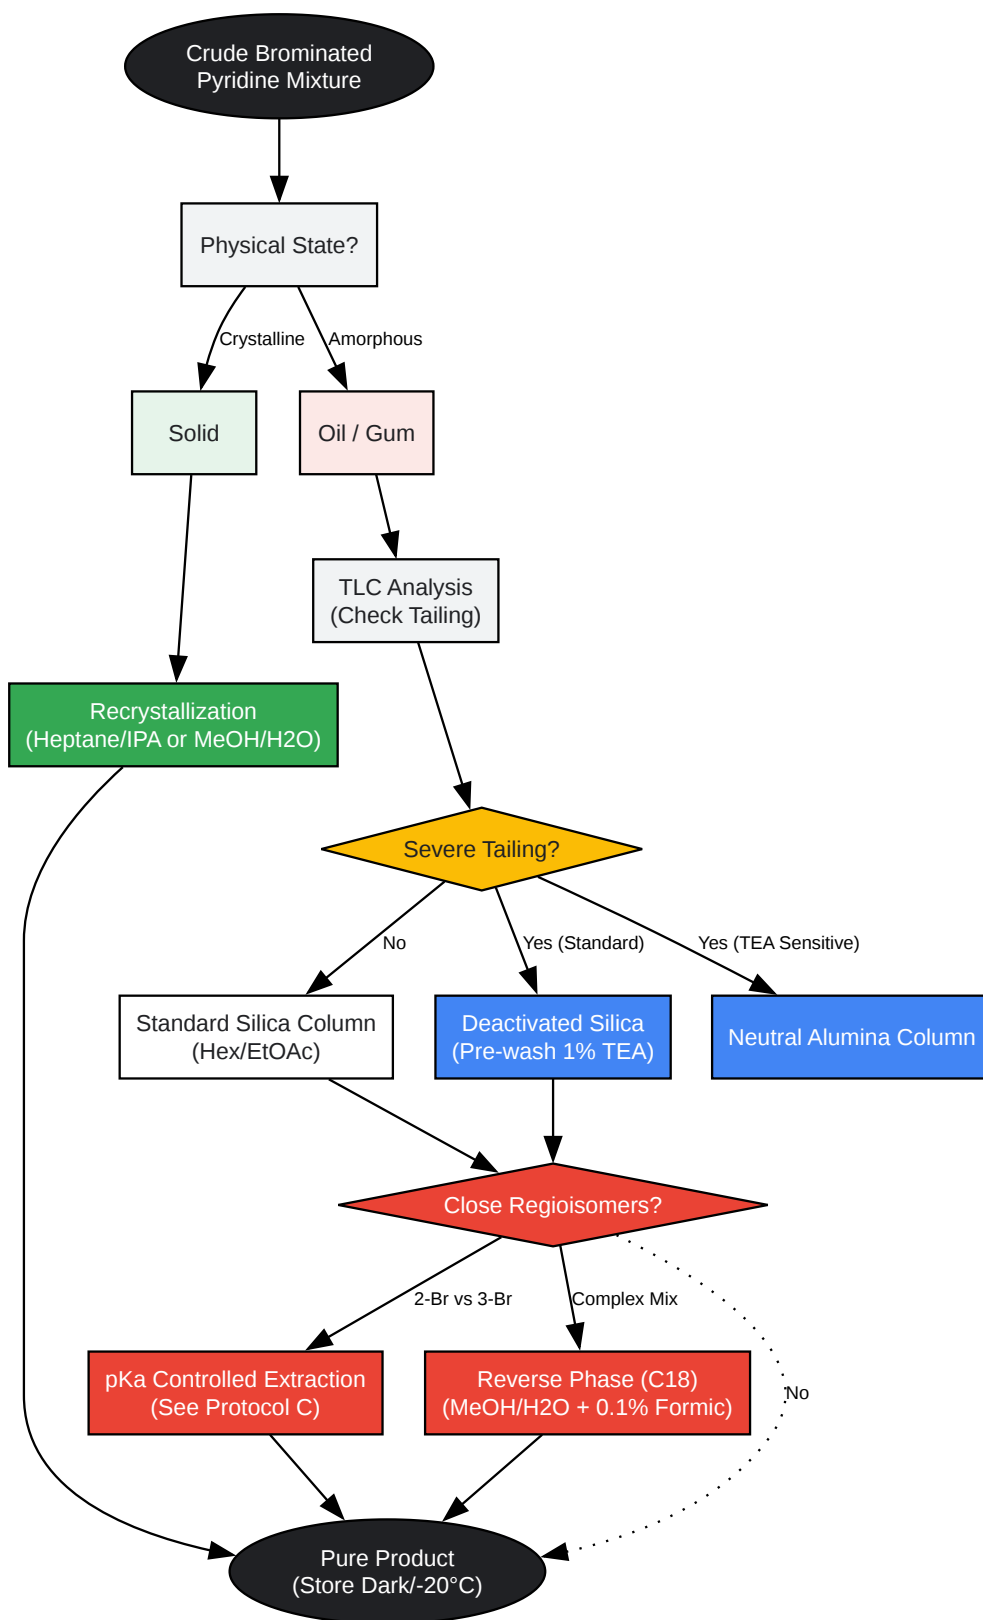 Crude Brominated
Pyridine Mixture
Physical State?
Crystalline
Amorphous
Solid
Oil / Gum
TLC Analysis
(Check Tailing)
Recrystallization
(Heptane/IPA or MeOH/H2O)
Severe Tailing?
No
Yes (Standard)
Yes (TEA Sensitive)
Standard Silica Column
(Hex/EtOAc)
Deactivated Silica
(Pre-wash 1% TEA)
Neutral Alumina Column
Close Regioisomers?
2-Br vs 3-Br
Complex Mix
No
pKa Controlled Extraction
(See Protocol C)
Reverse Phase (C18)
(MeOH/H2O + 0.1% Formic)
Pure Product
(Store Dark/-20°C)